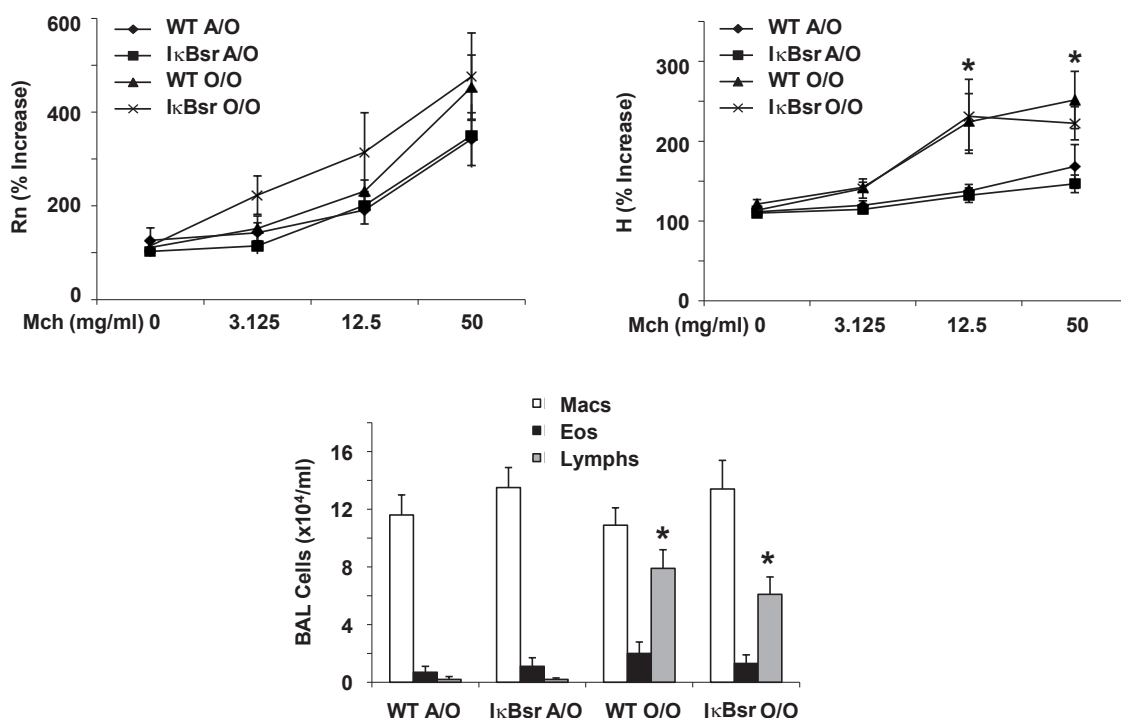 600
400
200
0
Rn (% Increase)
WT A/O
IκBsr A/O
WT O/O
IκBsr O/O
Mch (mg/ml) 0 3.125 12.5 50
300
200
100
0
H (% Increase)
WT A/O
IκBsr A/O
WT O/O
IκBsr O/O
* *
Mch (mg/ml) 0 3.125 12.5 50
Macs
Eos
Lymphs
16
12
8
4
0
BAL Cells (x10⁴/ml)
* *
WT A/O IκBsr A/O WT O/O IκBsr O/O